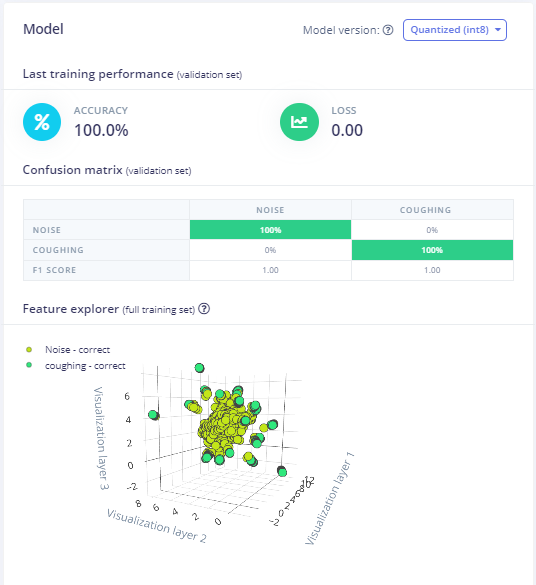 Model
Model version: ? Quantized (int8)
Last training performance (validation set)
% ACCURACY
100.0%
LOSS
0.00
Confusion matrix (validation set)
NOISE COUGHING
NOISE 100% 0%
COUGHING 0% 100%
F1 SCORE 1.00 1.00
Feature explorer (full training set) ?
Noise - correct
coughing - correct
Visualization layer 3
6
4
2
0
−2
8 6 4 2 0
Visualization layer 2
−2 0 2 4 6 8 10 12
Visualization layer 1